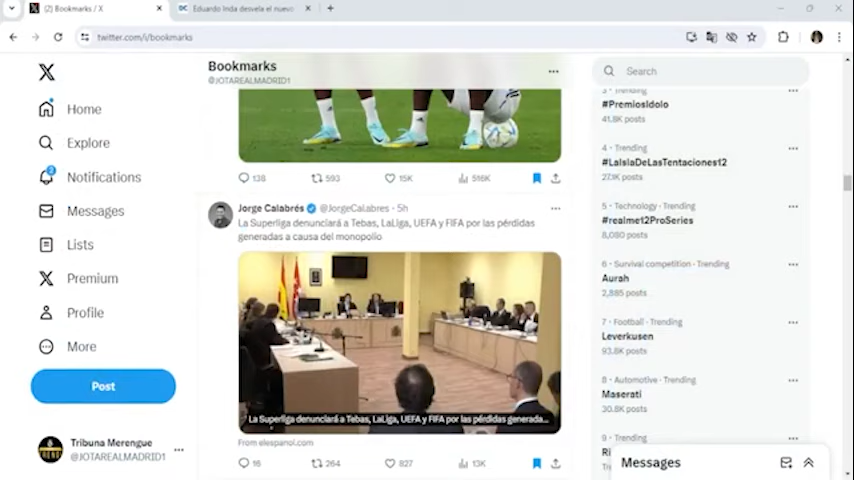 (2) Bookmarks / X
Eduardo Inda desvela el nuevo
twitter.com/i/bookmarks
Bookmarks
@JOTAREALMADRID1
Search
Home
Explore
2
Notifications
Messages
Lists
Premium
Profile
More
Post
Tribuna Merengue
@JOTAREALMADRID1
138
593
15K
516K
Jorge Calabrés
@JorgeCalabres · 5h
La Superliga denunciará a Tebas, LaLiga, UEFA y FIFA por las pérdidas
generadas a causa del monopolio
La Superliga denunciará a Tebas, LaLiga, UEFA y FIFA por las pérdidas generada...
From elespanol.com
16
264
827
13K
3 · Trending
#PremiosIdolo
41.8K posts
4 · Trending
#LaIslaDeLasTentaciones12
27.1K posts
5 · Technology · Trending
#realme12ProSeries
8,080 posts
6 · Survival competition · Trending
Aurah
2,885 posts
7 · Football · Trending
Leverkusen
93.8K posts
8 · Automotive · Trending
Maserati
30.8K posts
9 · Trending
Messages